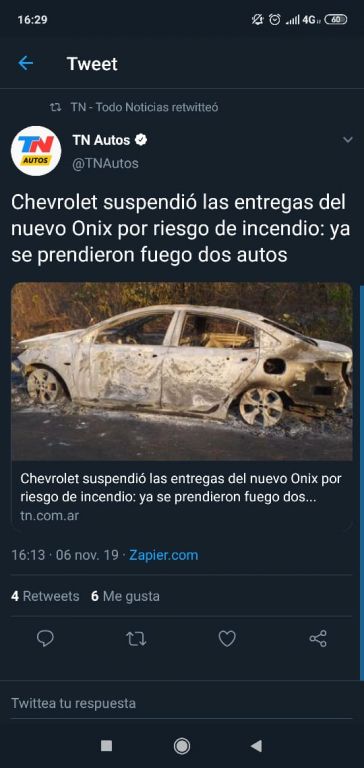 16:29
4G
60
Tweet
TN - Todo Noticias retwitteó
TN
AUTOS
TN Autos
@TNAutos
Chevrolet suspendió las entregas del
nuevo Onix por riesgo de incendio: ya
se prendieron fuego dos autos
Chevrolet suspendió las entregas del nuevo Onix por
riesgo de incendio: ya se prendieron fuego dos...
tn.com.ar
16:13 · 06 nov. 19 · Zapier.com
4 Retweets 6 Me gusta
Twittea tu respuesta